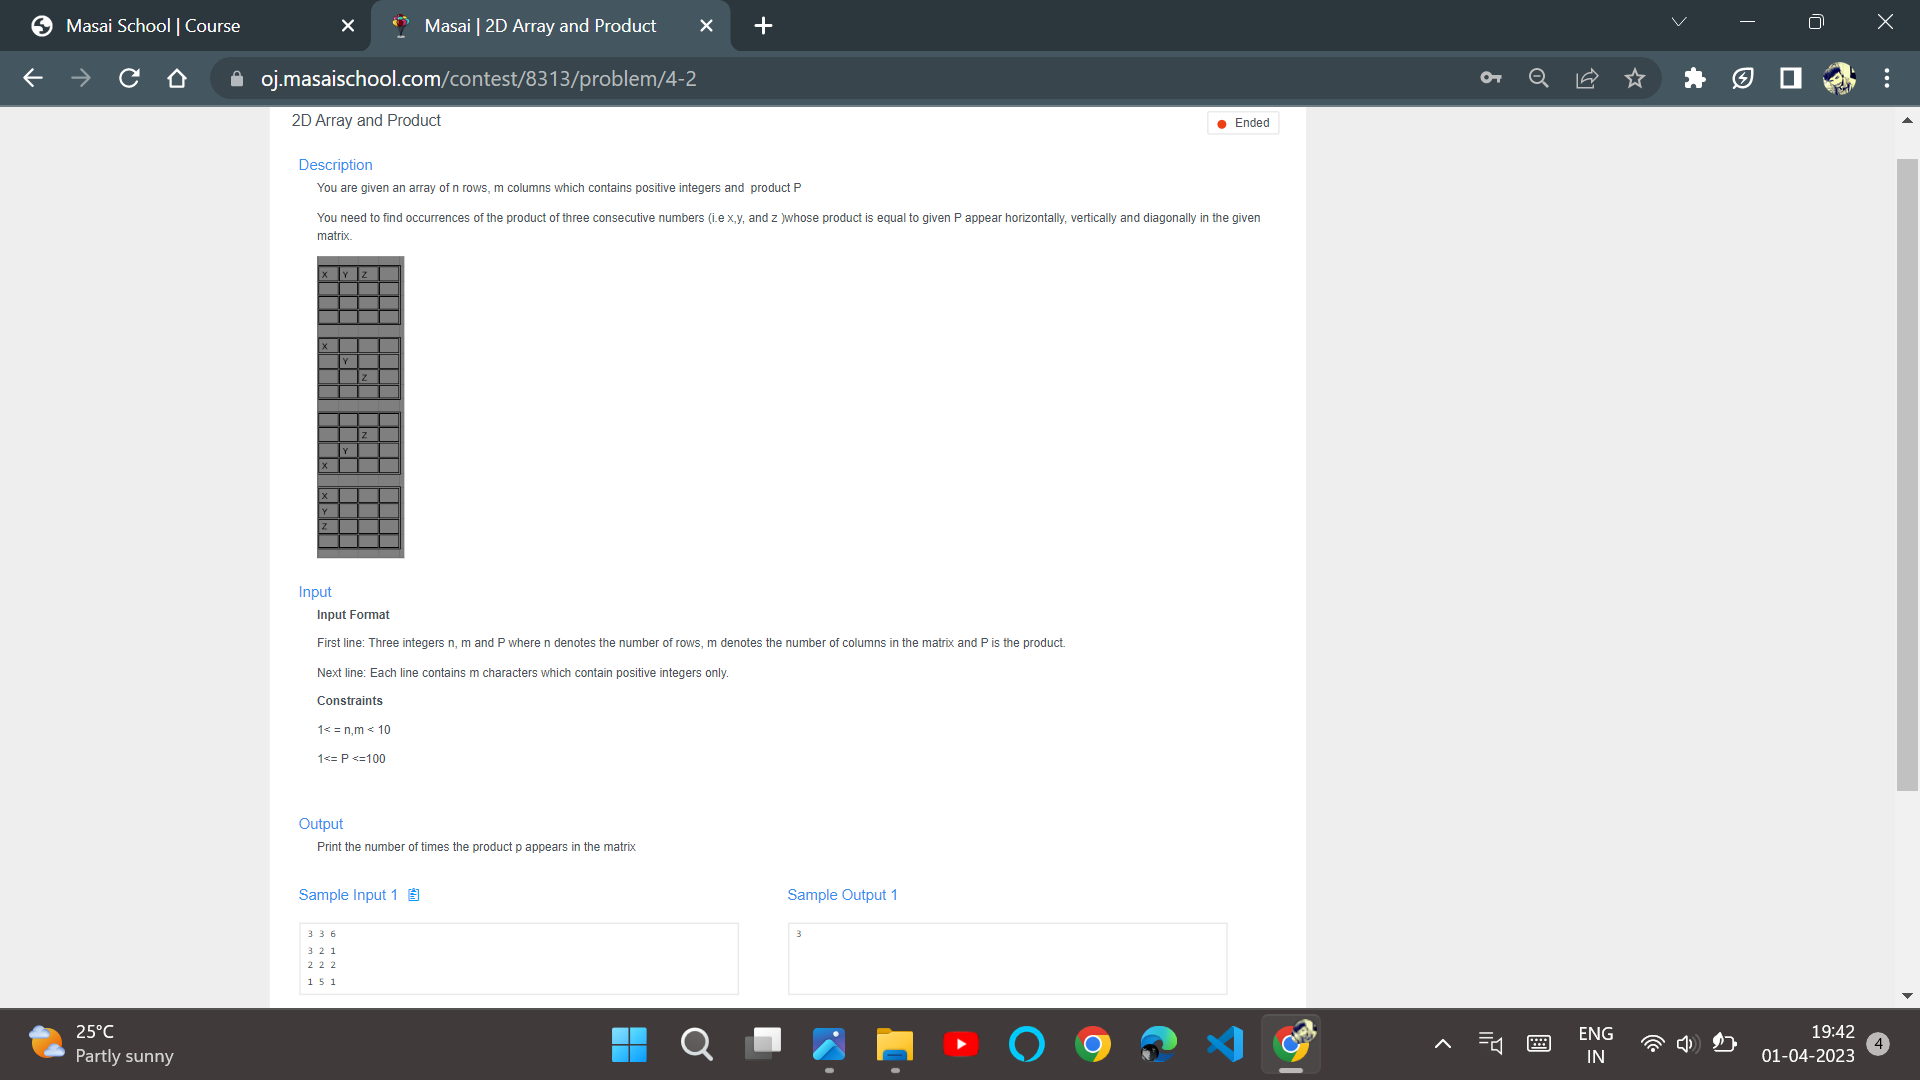 Masai School | Course
Masai | 2D Array and Product
oj.masaischool.com/contest/8313/problem/4-2
2D Array and Product
Ended
Description
You are given an array of n rows, m columns which contains positive integers and  product P
You need to find occurrences of the product of three consecutive numbers (i.e x,y, and z )whose product is equal to given P appear horizontally, vertically and diagonally in the given
matrix.
X Y Z
X
Y
Z
Z
Y
X
X
Y
Z
Input
Input Format
First line: Three integers n, m and P where n denotes the number of rows, m denotes the number of columns in the matrix and P is the product.
Next line: Each line contains m characters which contain positive integers only.
Constraints
1< = n,m < 10
1<= P <=100
Output
Print the number of times the product p appears in the matrix
Sample Input 1
Sample Output 1
3 3 6
3 2 1
2 2 2
1 5 1
3
25°C
Partly sunny
ENG
IN
19:42
01-04-2023
4